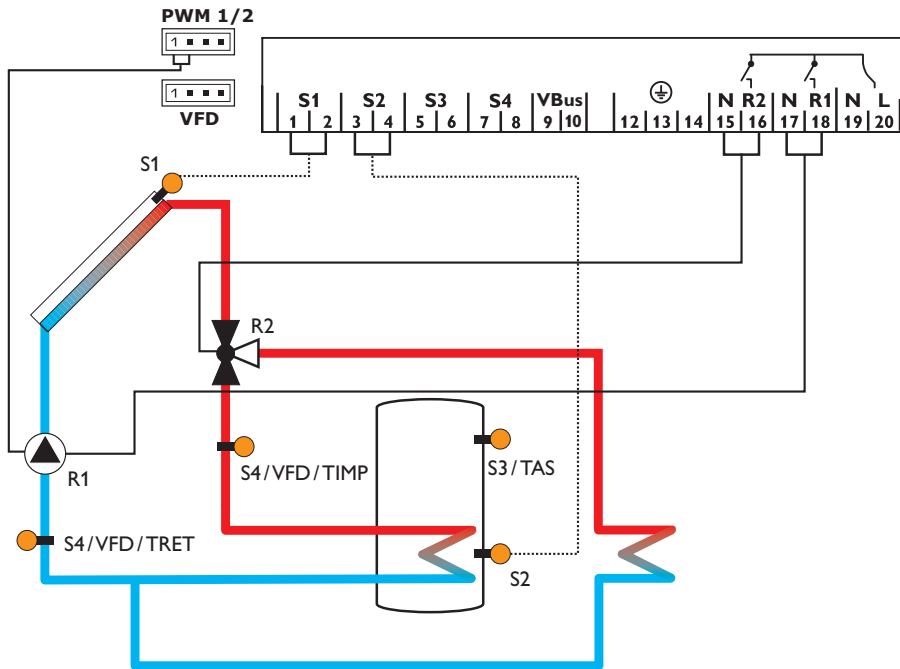 PWM 1/2
1
1
VFD
S1 S2 S3 S4 VBus N R2 N R1 N L
1 2 3 4 5 6 7 8 9 10 12 13 14 15 16 17 18 19 20
S1
R2
S4/VFD/TIMP
S3/TAS
R1
S4/VFD/TRET
S2